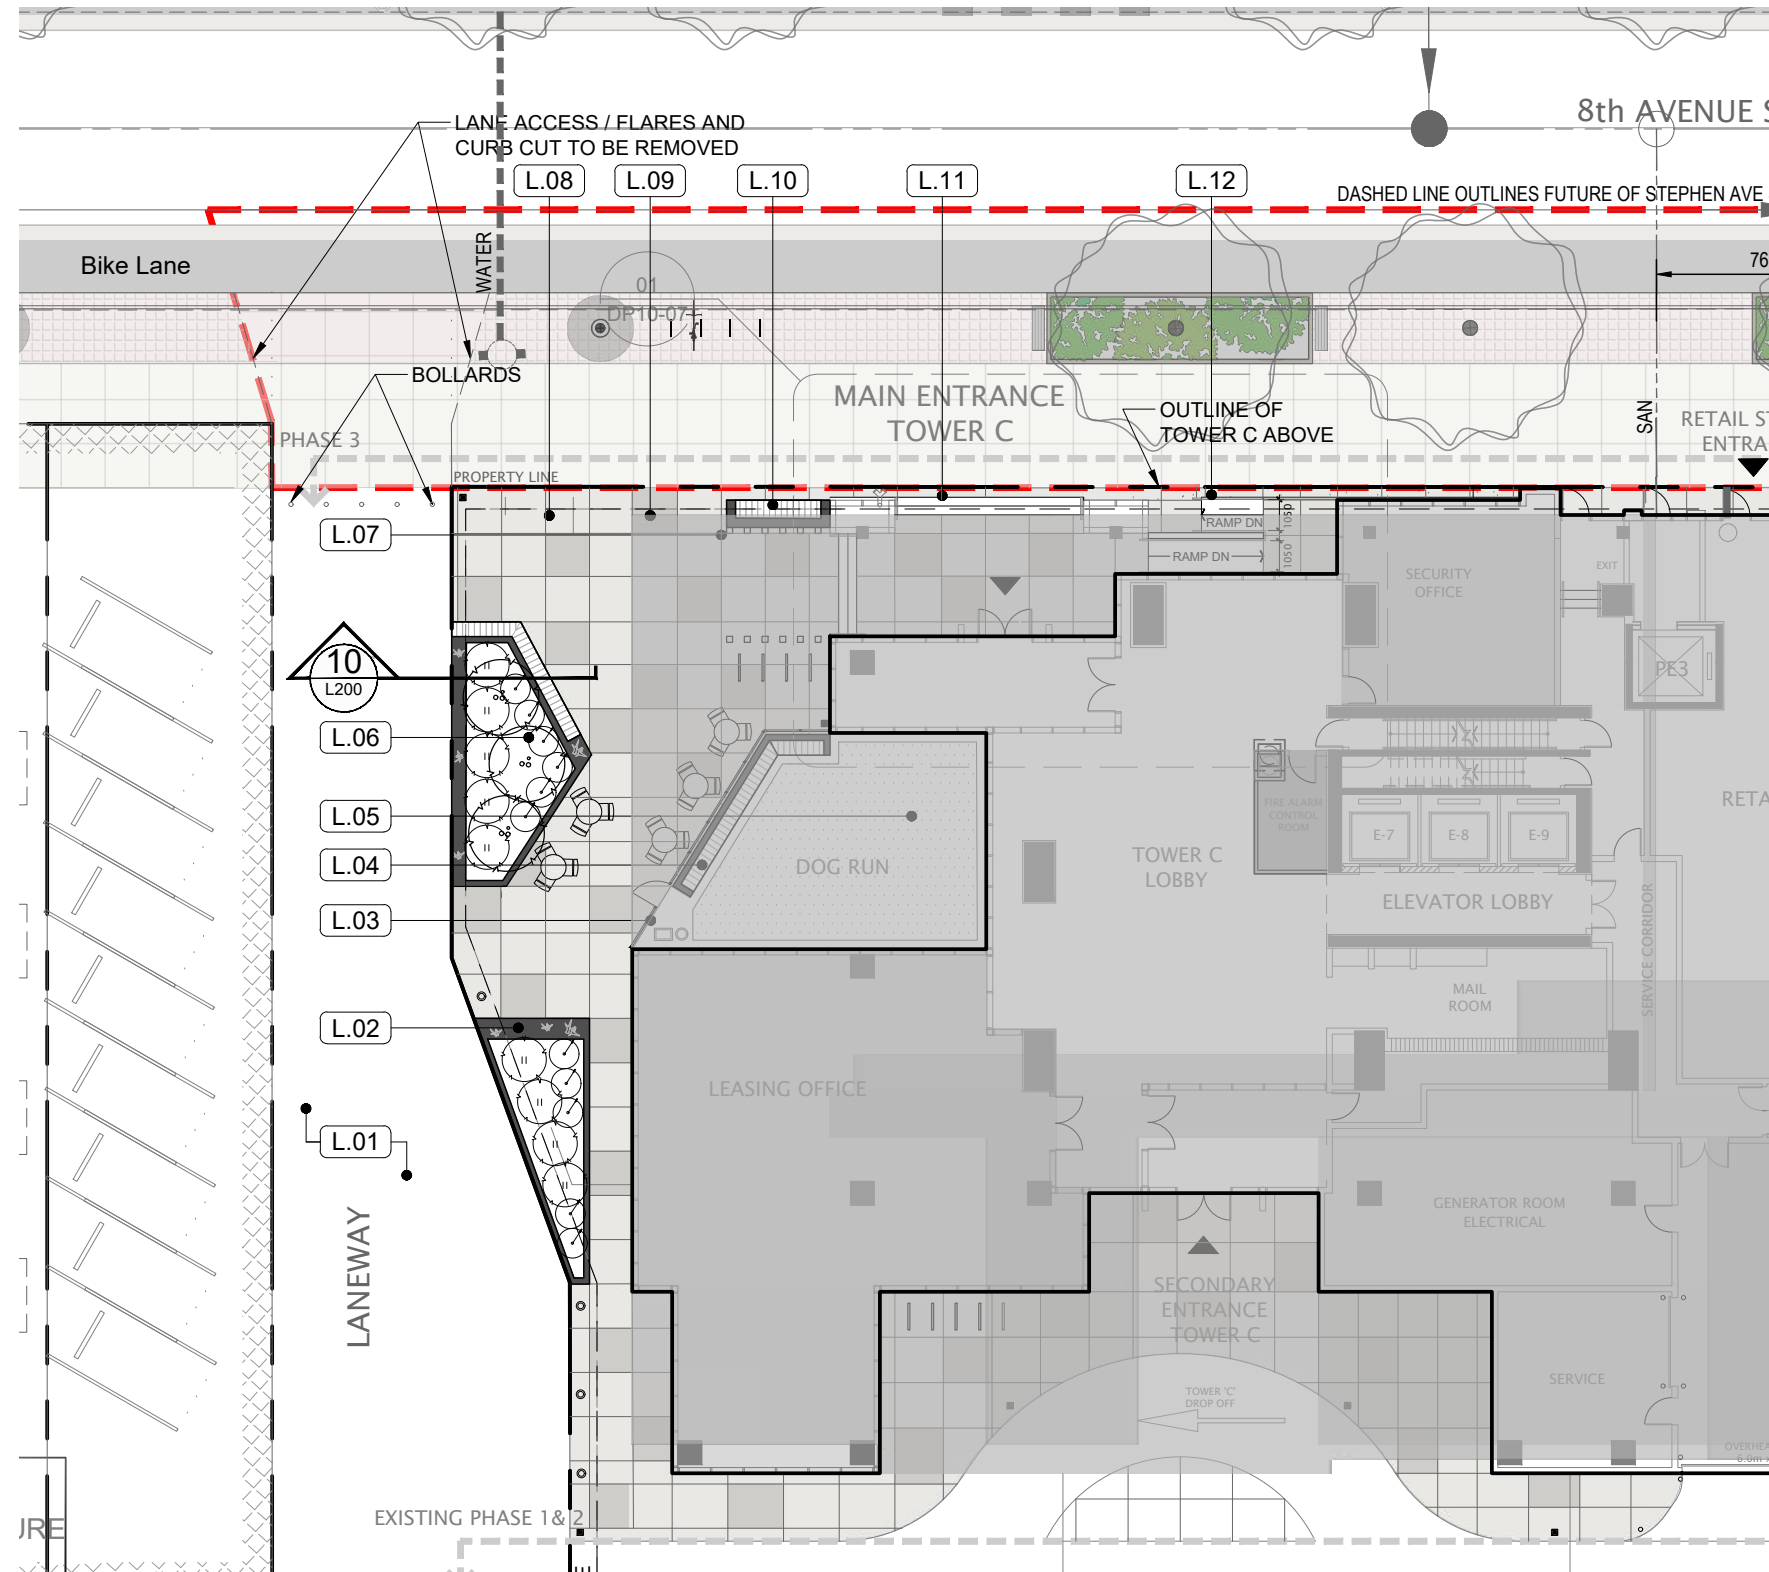 8th AVENUE S
LANE ACCESS / FLARES AND
CURB CUT TO BE REMOVED
L.08
L.09
L.10
L.11
L.12
DASHED LINE OUTLINES FUTURE OF STEPHEN AVE
Bike Lane
WATER
76
01
DP10-07
BOLLARDS
MAIN ENTRANCE
TOWER C
OUTLINE OF
TOWER C ABOVE
SAN
RETAIL ST
ENTRA
PHASE 3
PROPERTY LINE
L.07
RAMP DN
1050
RAMP DN
1050
SECURITY
OFFICE
EXIT
10
L200
PE3
L.06
L.05
FIRE ALARM
CONTROL
ROOM
E-7
E-8
E-9
RETA
L.04
DOG RUN
TOWER C
LOBBY
ELEVATOR LOBBY
L.03
SERVICE CORRIDOR
MAIL
ROOM
L.02
LEASING OFFICE
L.01
GENERATOR ROOM
ELECTRICAL
LANEWAY
SECONDARY
ENTRANCE
TOWER C
TOWER 'C'
DROP OFF
SERVICE
OVERHEA
6.0m
EXISTING PHASE 1& 2
URE
E